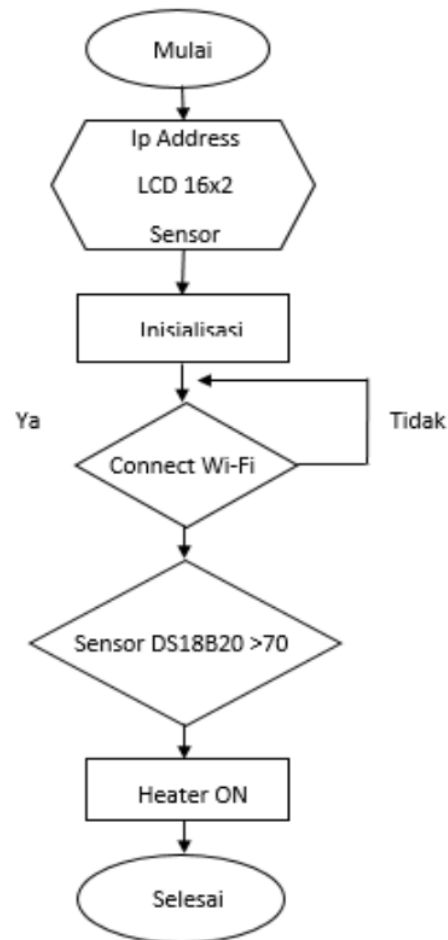 Mulai
Ip Address
LCD 16x2
Sensor
Inisialisasi
Ya
Tidak
Connect Wi-Fi
Sensor DS18B20 >70
Heater ON
Selesai